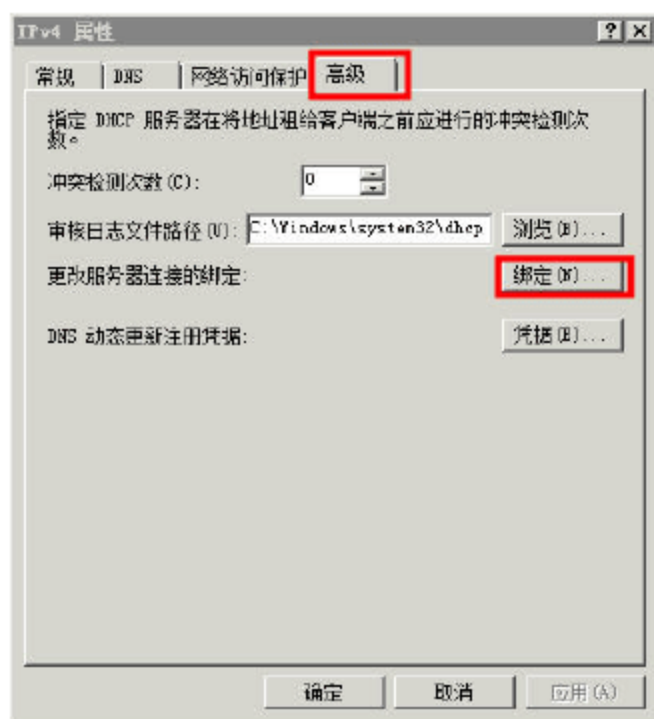 IPv4 属性
常规 DNS 网络访问保护 高级
指定 DHCP 服务器在将地址租给客户端之前应进行的冲突检测次
数。
冲突检测次数(C): 0
审核日志文件路径(U): C:\Windows\system32\dhcp 浏览(B)...
更改服务器连接的绑定: 绑定(N)...
DNS 动态更新注册凭据: 凭据(E)...
确定 取消 应用(A)